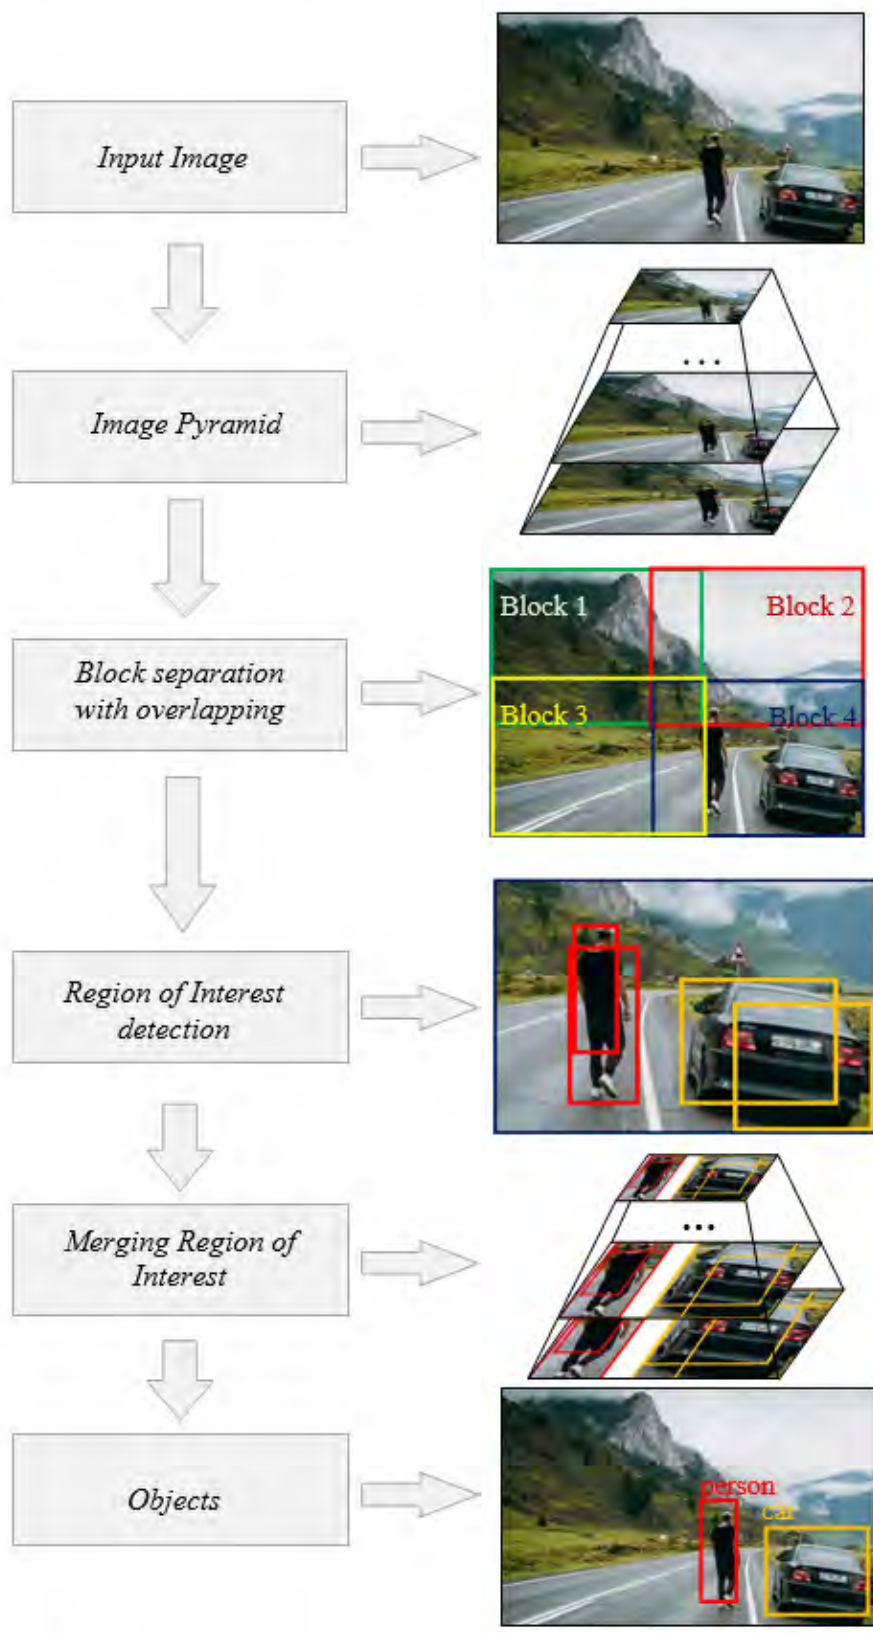 Input Image
Image Pyramid
...
Block separation
with overlapping
Block 1
Block 2
Block 3
Block 4
Region of Interest
detection
Merging Region of
Interest
...
Objects
person
car